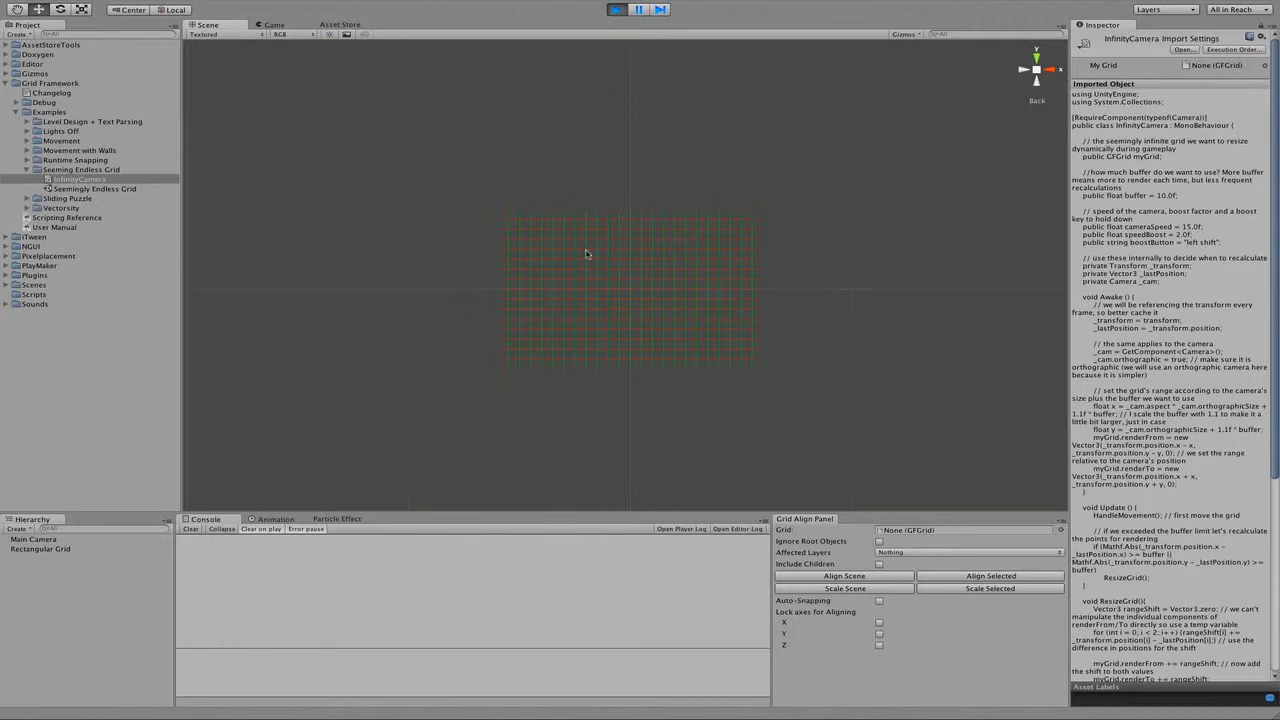 Center
Local
Layers
All in Reach
Project
Create
All
AssetStoreTools
Doxygen
Editor
Gizmos
Grid Framework
Changelog
Debug
Examples
Level Design + Text Parsing
Lights Off
Movement
Movement with Walls
Runtime Snapping
Seeming Endless Grid
InfinityCamera
Seemingly Endless Grid
Sliding Puzzle
Vectorsity
Scripting Reference
User Manual
iTween
NGUI
Pixelplacement
PlayMaker
Plugins
Scenes
Scripts
Sounds
Scene
Game
Asset Store
Textured
RGB
Gizmos
All
y
x
Back
Inspector
InfinityCamera Import Settings
Open...
Execution Order...
My Grid
None (GFGrid)
Imported Object
using UnityEngine;
using System.Collections;
[RequireComponent(typeof(Camera))]
public class InfinityCamera : MonoBehaviour {
// the seemingly infinite grid we want to resize
dynamically during gameplay
public GFGrid myGrid;
//how much buffer do we want to use? More buffer
means more to render each time, but less frequent
recalculations
public float buffer = 10.0f;
// speed of the camera, boost factor and a boost
key to hold down
public float cameraSpeed = 15.0f;
public float speedBoost = 2.0f;
public string boostButton = "left shift";
// use these internally to decide when to recalculate
private Transform _transform;
private Vector3 _lastPosition;
private Camera _cam;
void Awake () {
// we will be referencing the transform every
frame, so better cache it
_transform = transform;
_lastPosition = _transform.position;
// the same applies to the camera
_cam = GetComponent<Camera>();
_cam.orthographic = true; // make sure it is
orthographic (we will use an orthographic camera here
because it is simpler)
// set the grid's range according to the camera's
size plus the buffer we want to use
float x = _cam.aspect * _cam.orthographicSize +
1.1f * buffer; // I scale the buffer with 1.1 to make it a
little bit larger, just in case
float y = _cam.orthographicSize + 1.1f * buffer;
myGrid.renderFrom = new
Vector3(_transform.position.x - x,
_transform.position.y - y, 0); // we set the range
relative to the camera's position
myGrid.renderTo = new
Vector3(_transform.position.x + x,
_transform.position.y + y, 0);
}
void Update () {
HandleMovement(); // first move the grid
// if we exceeded the buffer limit let's recalculate
the points for rendering
if (Mathf.Abs(_transform.position.x -
_lastPosition.x) >= buffer ||
Mathf.Abs(_transform.position.y - _lastPosition.y) >=
buffer)
ResizeGrid();
}
void ResizeGrid(){
Vector3 rangeShift = Vector3.zero; // we can't
manipulate the individual components of
renderFrom/To directly so use a temp variable
for (int i = 0; i < 2; i++) {rangeShift[i] +=
_transform.position[i] - _lastPosition[i];} // use the
difference in positions for the shift
myGrid.renderFrom += rangeShift; // now add
the shift to both values
myGrid.renderTo += rangeShift;
Asset Labels
Hierarchy
Create
All
Main Camera
Rectangular Grid
Console
Animation
Particle Effect
Clear
Collapse
Clear on play
Error pause
Open Player Log
Open Editor Log
Grid Align Panel
Grid:
None (GFGrid)
Ignore Root Objects
Affected Layers
Nothing
Include Children
Align Scene
Align Selected
Scale Scene
Scale Selected
Auto-Snapping
Lock axes for Aligning
X
Y
Z